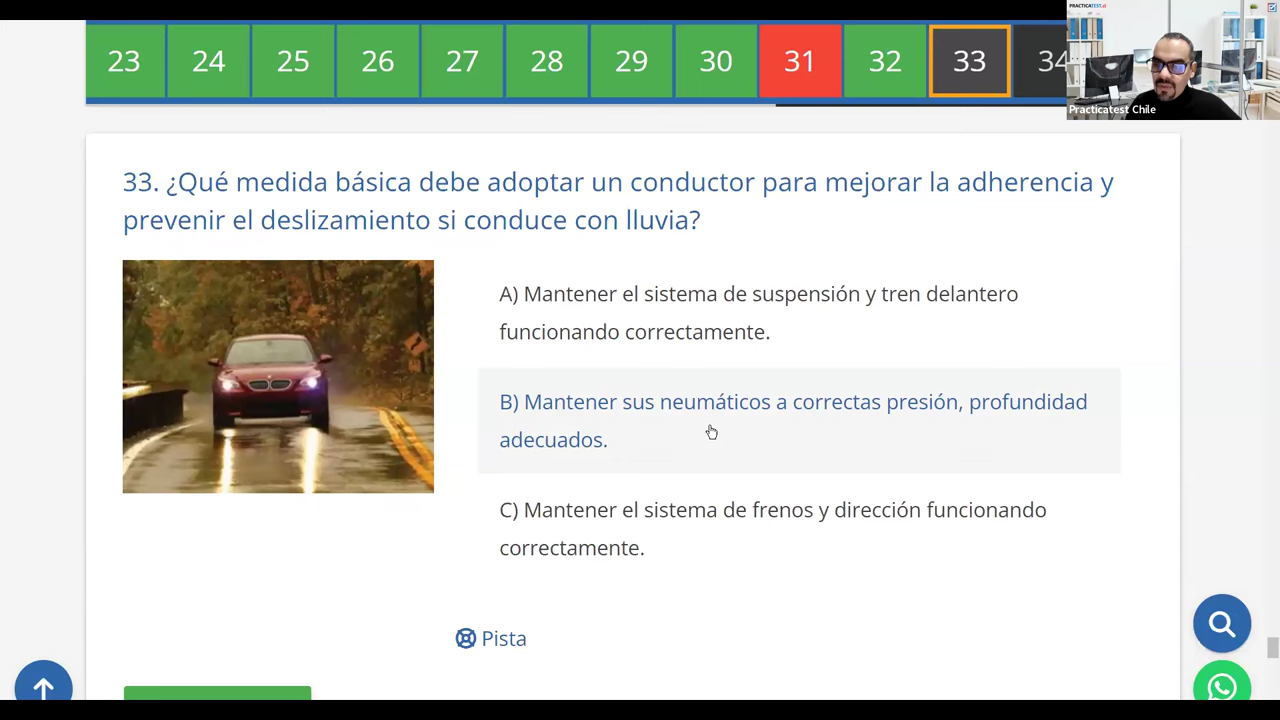 PRACTICATEST.cl
23 24 25 26 27 28 29 30 31 32 33 34
Practicatest Chile
33. ¿Qué medida básica debe adoptar un conductor para mejorar la adherencia y
prevenir el deslizamiento si conduce con lluvia?
A) Mantener el sistema de suspensión y tren delantero
funcionando correctamente.
B) Mantener sus neumáticos a correctas presión, profundidad
adecuados.
C) Mantener el sistema de frenos y dirección funcionando
correctamente.
Pista